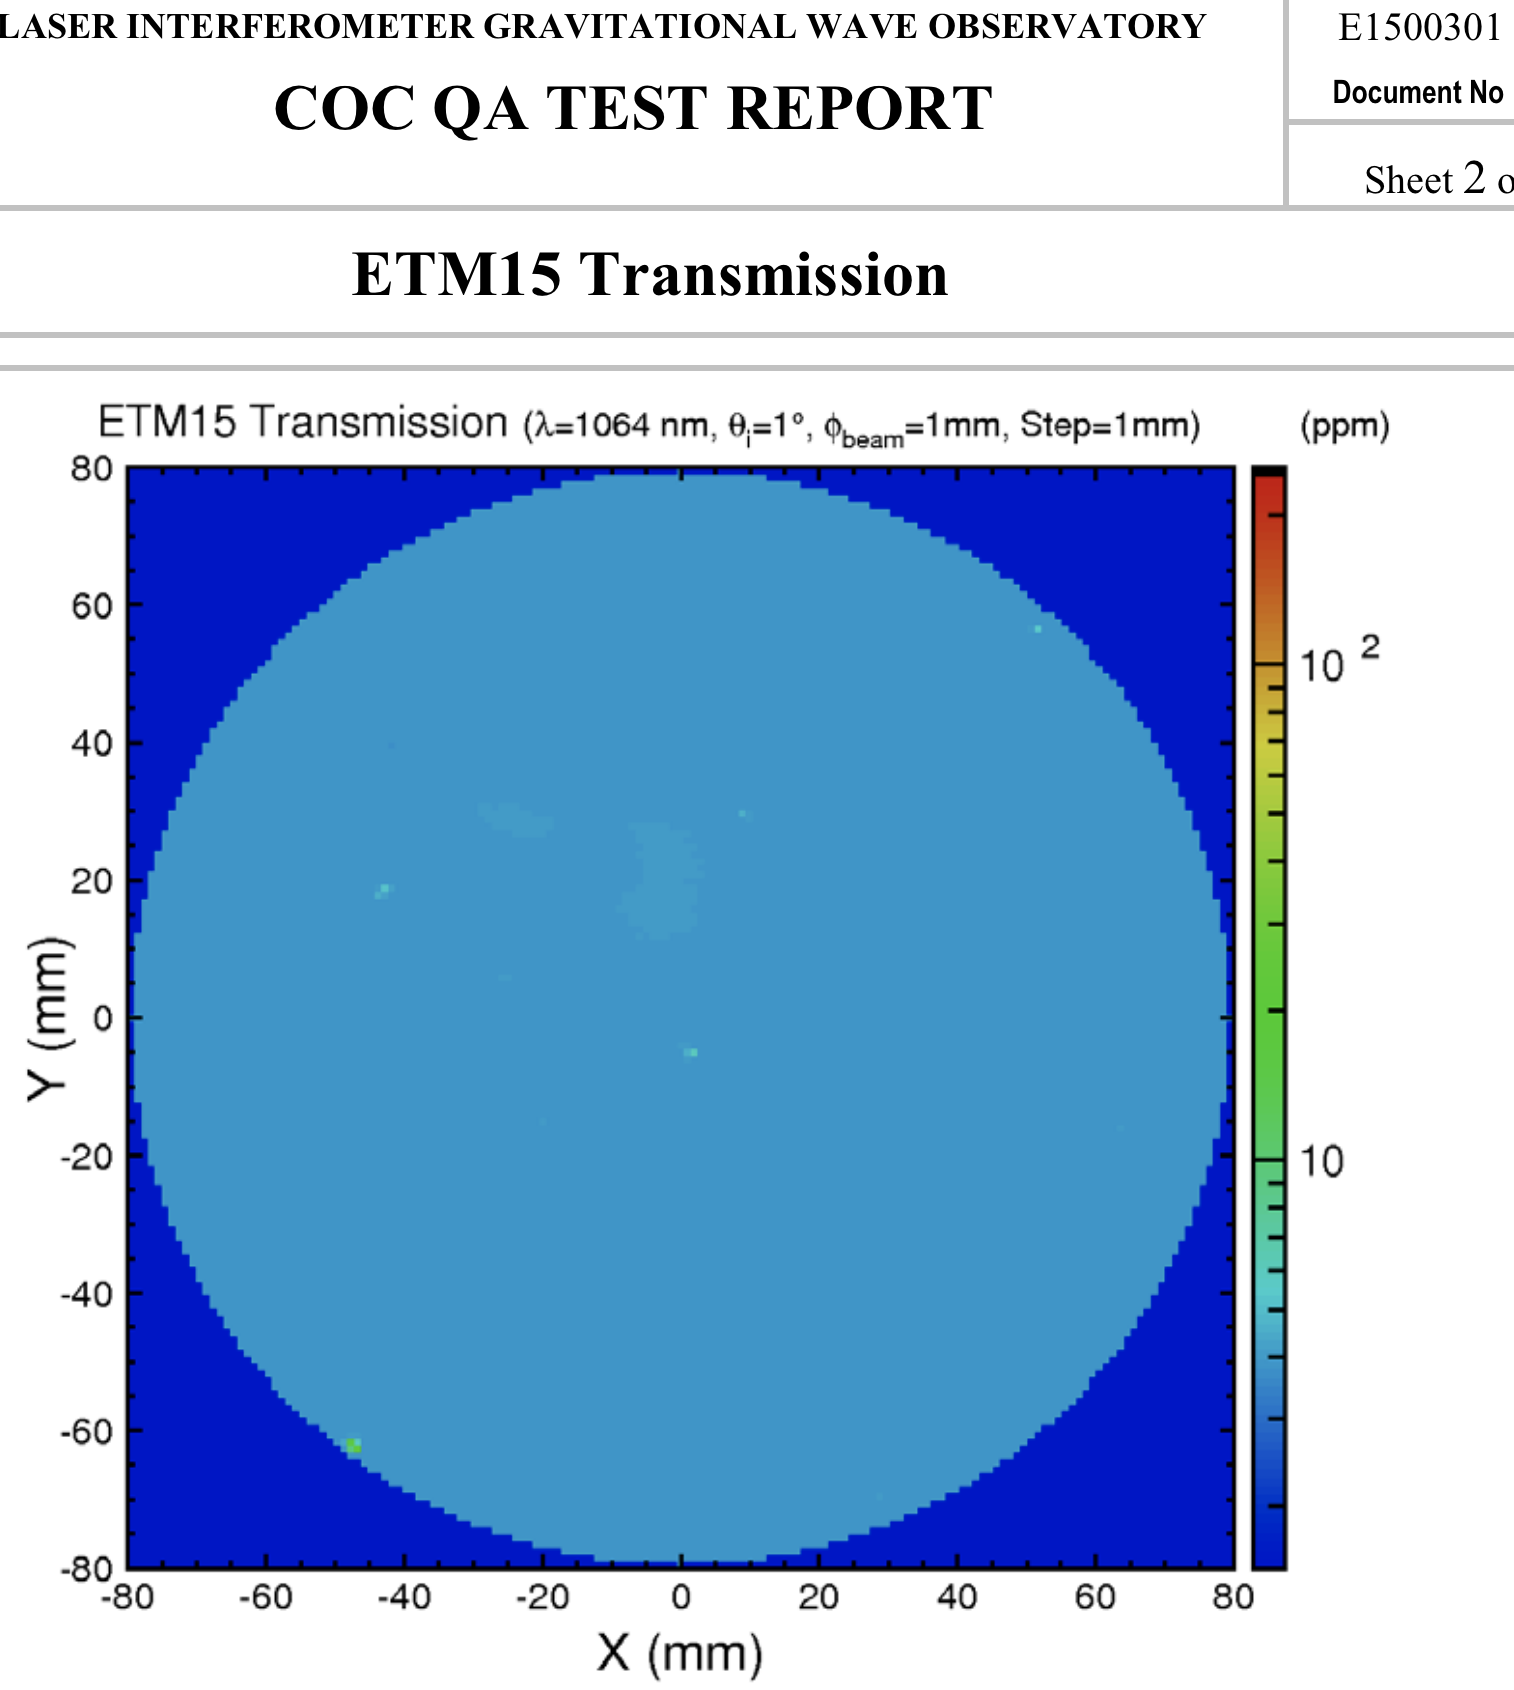 LASER INTERFEROMETER GRAVITATIONAL WAVE OBSERVATORY
E1500301
COC QA TEST REPORT
Document No
Sheet 2 o
ETM15 Transmission
ETM15 Transmission (λ=1064 nm, θi=1°, ϕbeam=1mm, Step=1mm)
(ppm)
80
60
40
20
0
-20
-40
-60
-80
Y (mm)
-80 -60 -40 -20 0 20 40 60 80
X (mm)
10 2
10